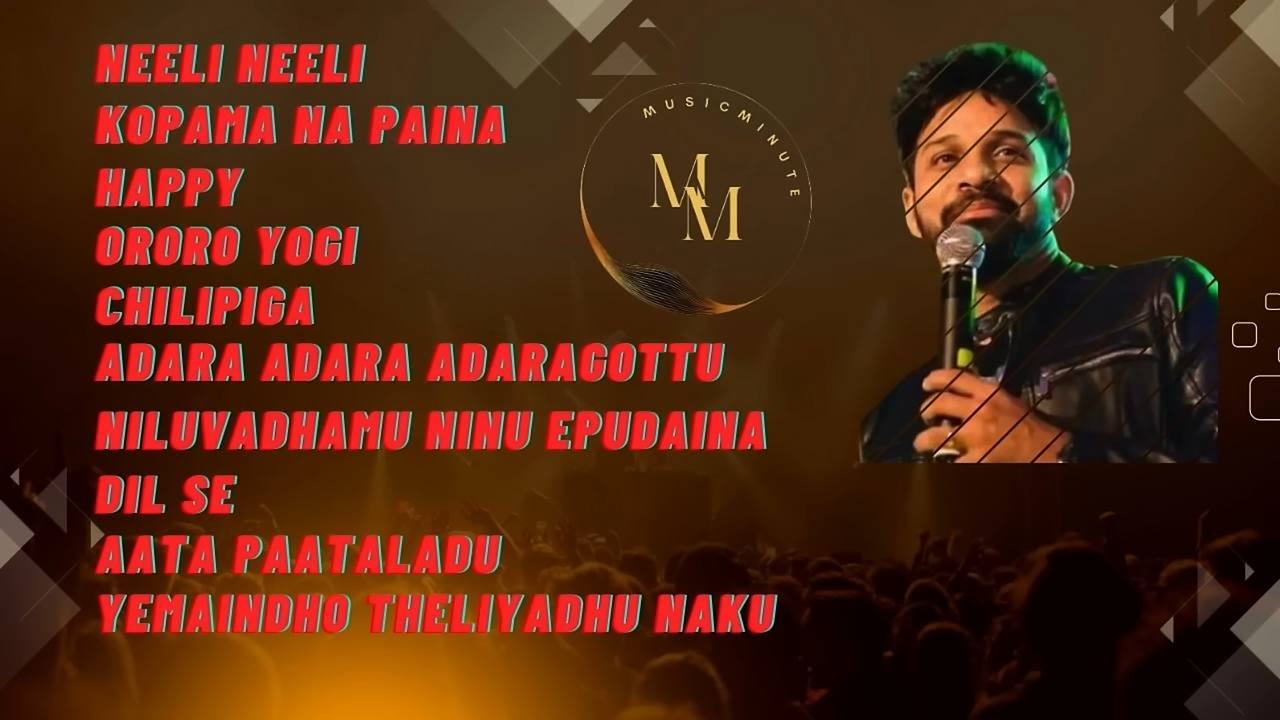 NEELI NEELI
KOPAMA NA PAINA
HAPPY
ORORO YOGI
CHILIPIGA
ADARA ADARA ADARAGOTTU
NILUVADHAMU NINU EPUDAINA
DIL SE
AATA PAATALADU
YEMAINDHO THELIYADHU NAKU
MUSICMINUTE
MM